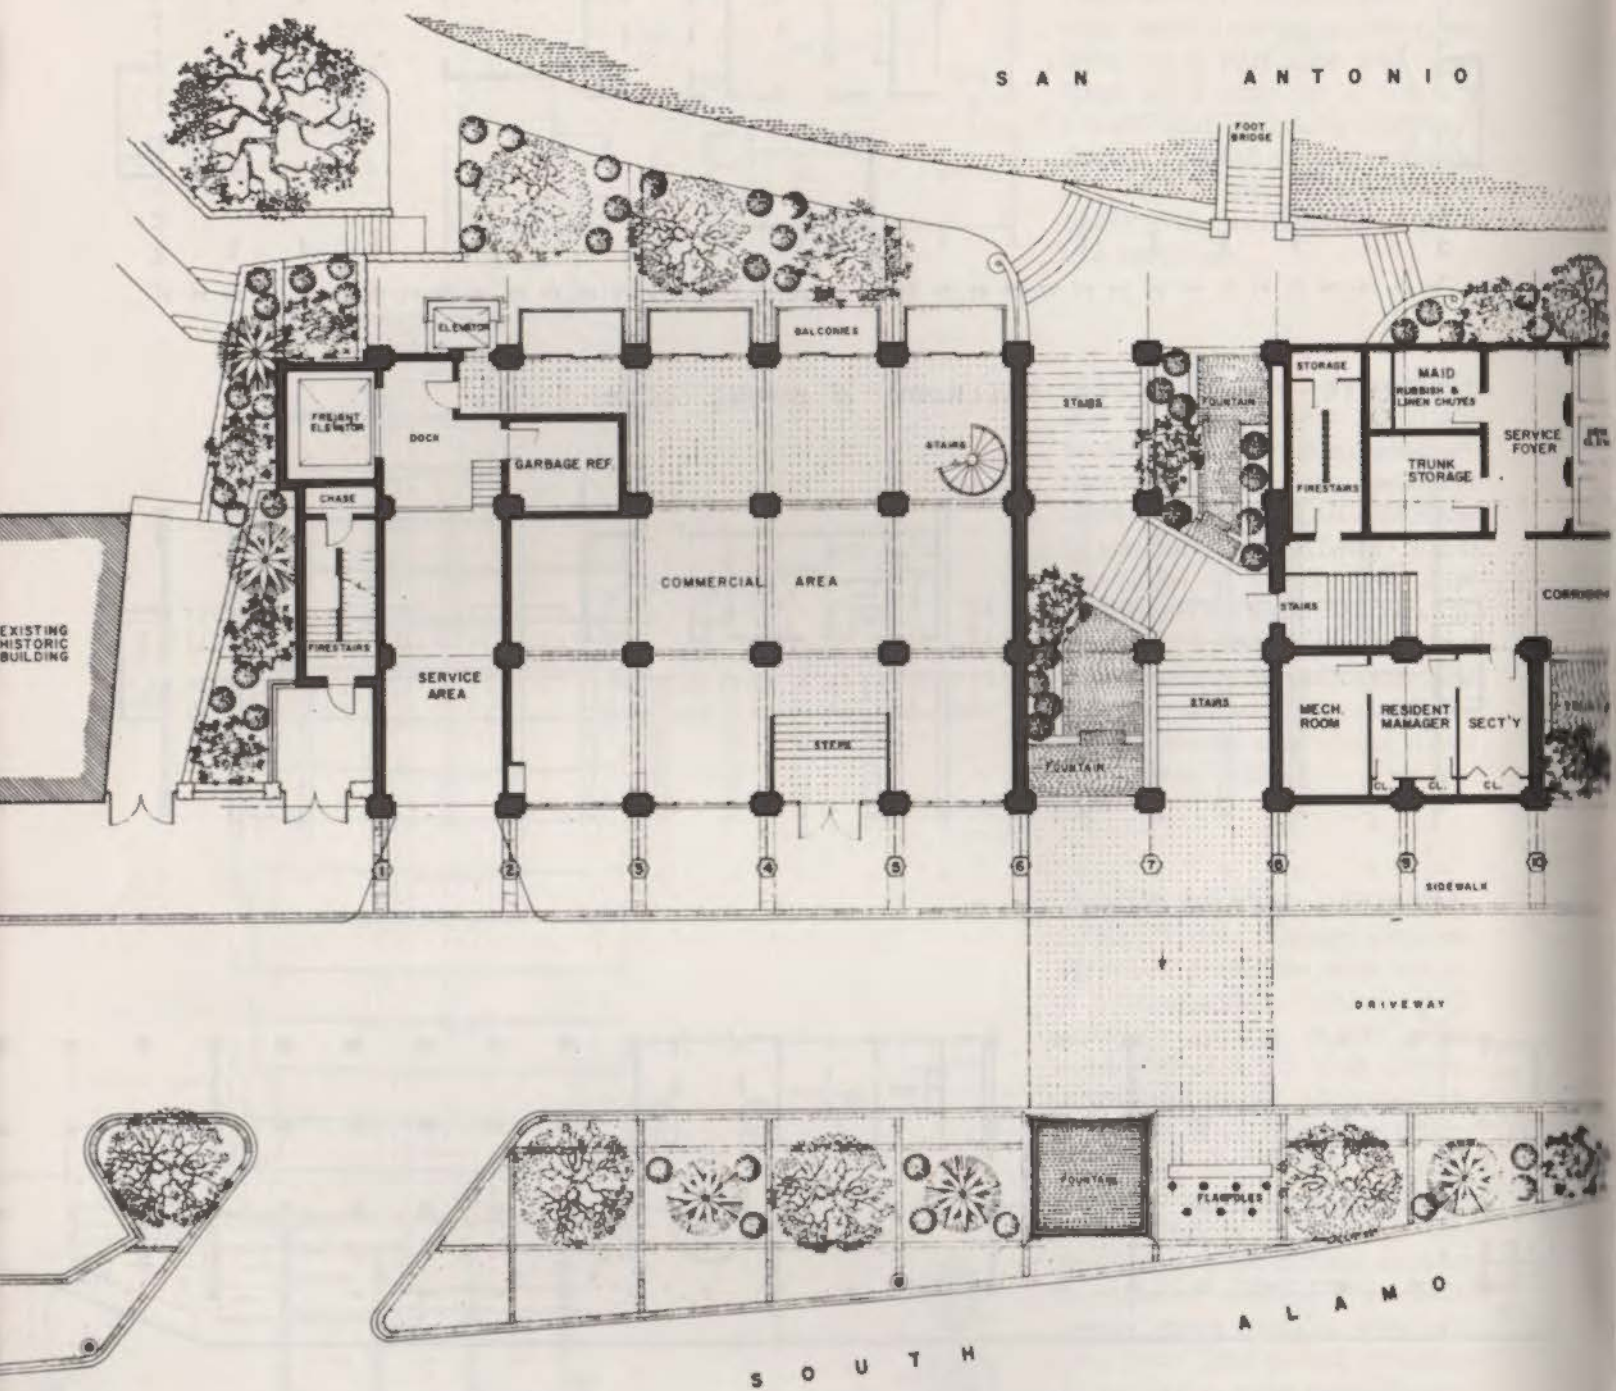 SAN ANTONIO
FOOT
BRIDGE
ELEVATOR
BALCONIES
STORAGE
MAID
RUBBISH &
LINEN CHUTES
FREIGHT
ELEVATOR
DOCK
STAIRS
FOUNTAIN
SERVICE
FOYER
STAIRS
GARBAGE REF.
TRUNK
STORAGE
CHASE
FIRESTAIRS
COMMERCIAL AREA
STAIRS
EXISTING
HISTORIC
BUILDING
FIRESTAIRS
SERVICE
AREA
STAIRS
MECH.
ROOM
RESIDENT
MANAGER
SECT'Y
STEPS
FOUNTAIN
CL.
CL.
CL.
1
2
3
4
5
6
7
8
9
10
SIDEWALK
DRIVEWAY
FOUNTAIN
FLAGPOLES
SOUTH ALAMO